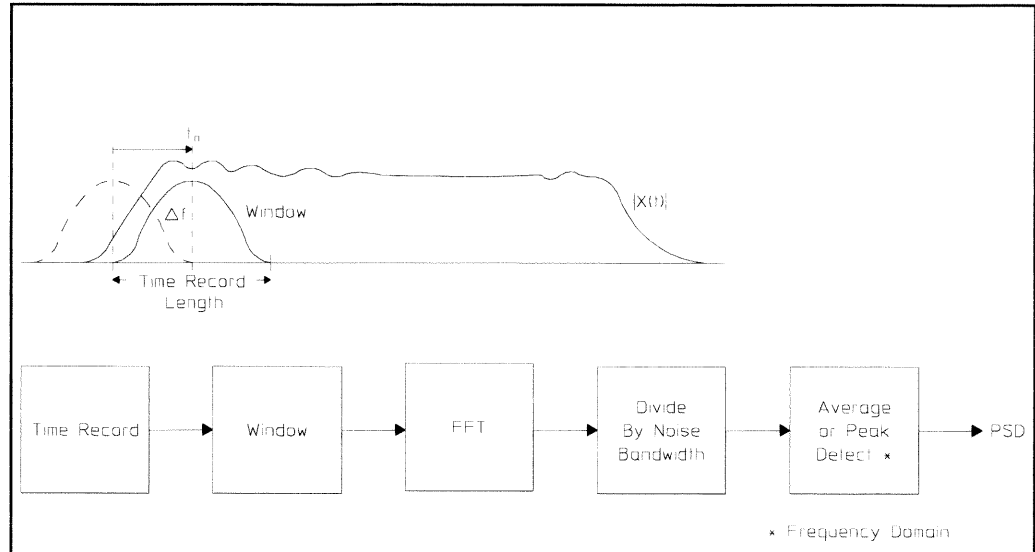 tn
Δf
Window
|X(t)|
Time Record
Length
Time Record
Window
FFT
Divide
By Noise
Bandwidth
Average
or Peak
Detect *
PSD
* Frequency Domain